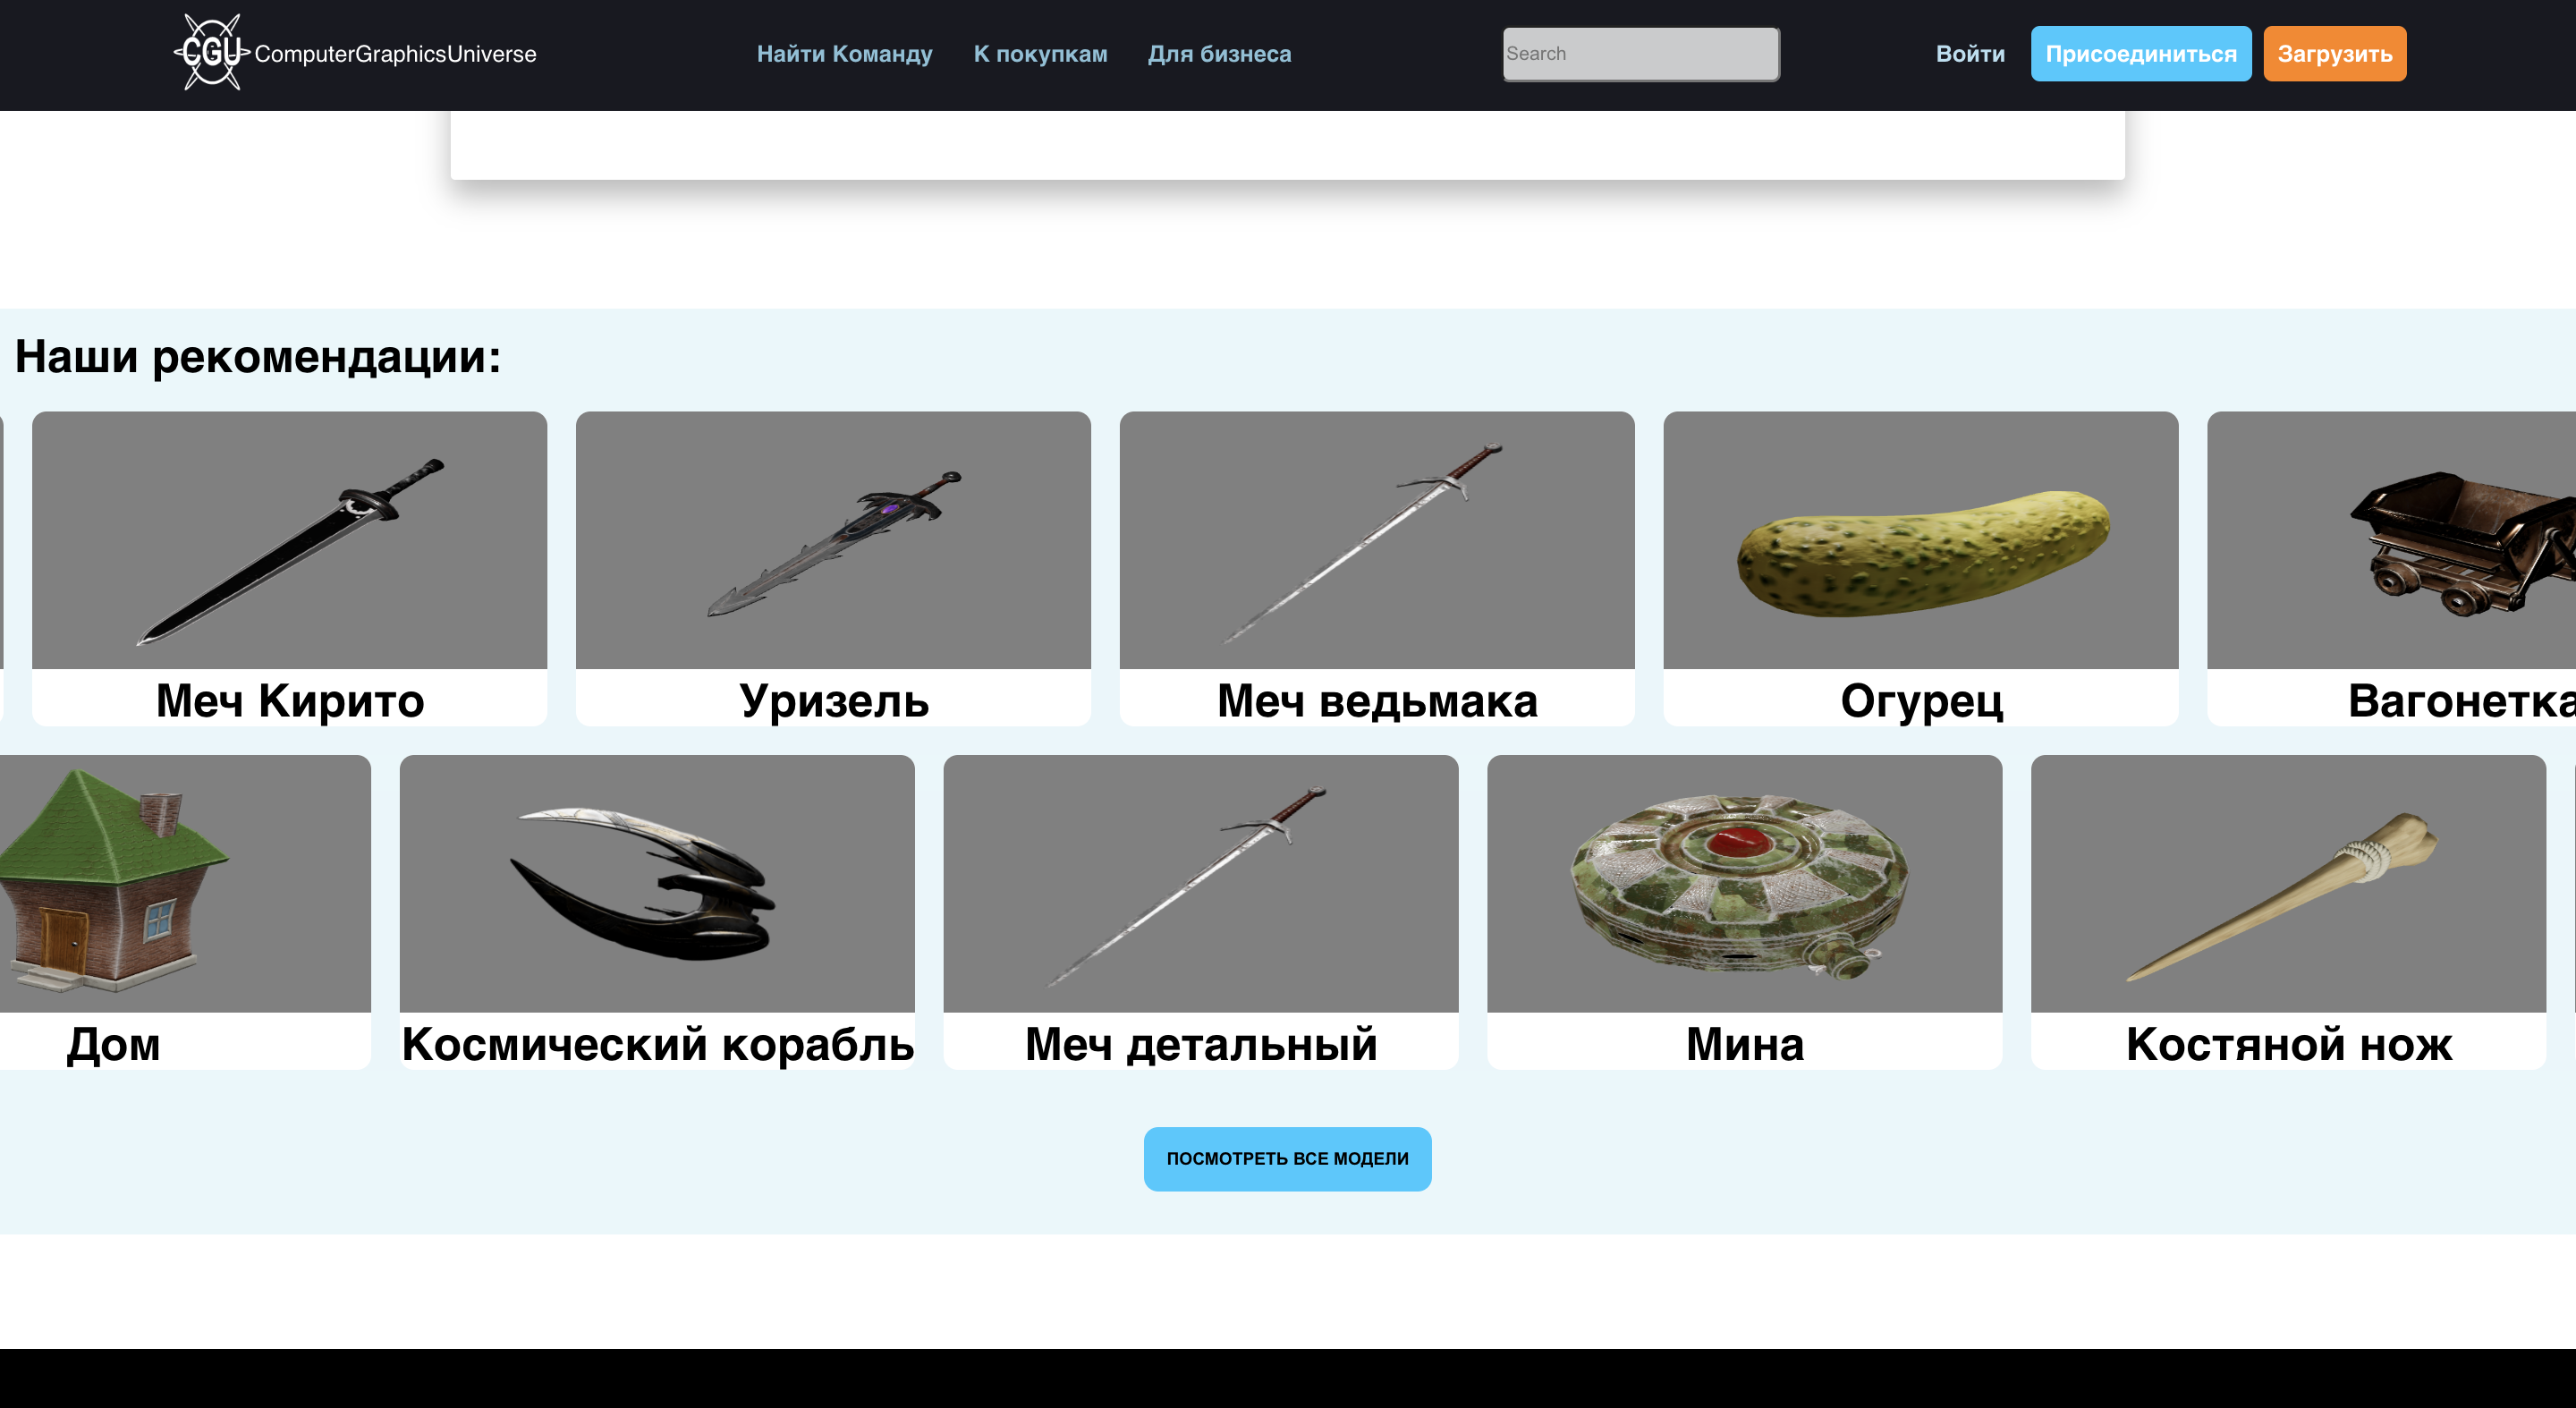 CGU ComputerGraphicsUniverse Найти Команду К покупкам Для бизнеса Search Войти Присоединиться Загрузить
Наши рекомендации:
Меч Кирито Уризель Меч ведьмака Огурец Вагонетка
Дом Космический корабль Меч детальный Мина Костяной нож
ПОСМОТРЕТЬ ВСЕ МОДЕЛИ